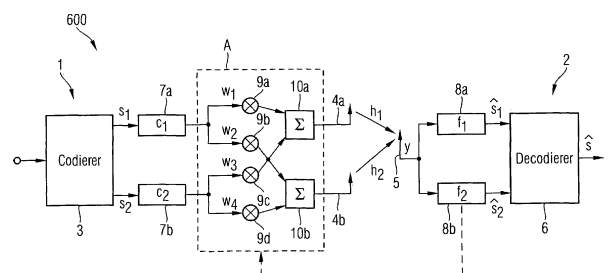 600
1
A
2
7a
9a
10a
8a
s₁
c₁
w₁
9b
Σ
4a
h₁
f₁
ŝ₁
w₂
Codierer
y
Decodierer
ŝ
w₃
5
h₂
s₂
c₂
w₄
9c
Σ
f₂
ŝ₂
3
7b
9d
10b
4b
8b
6